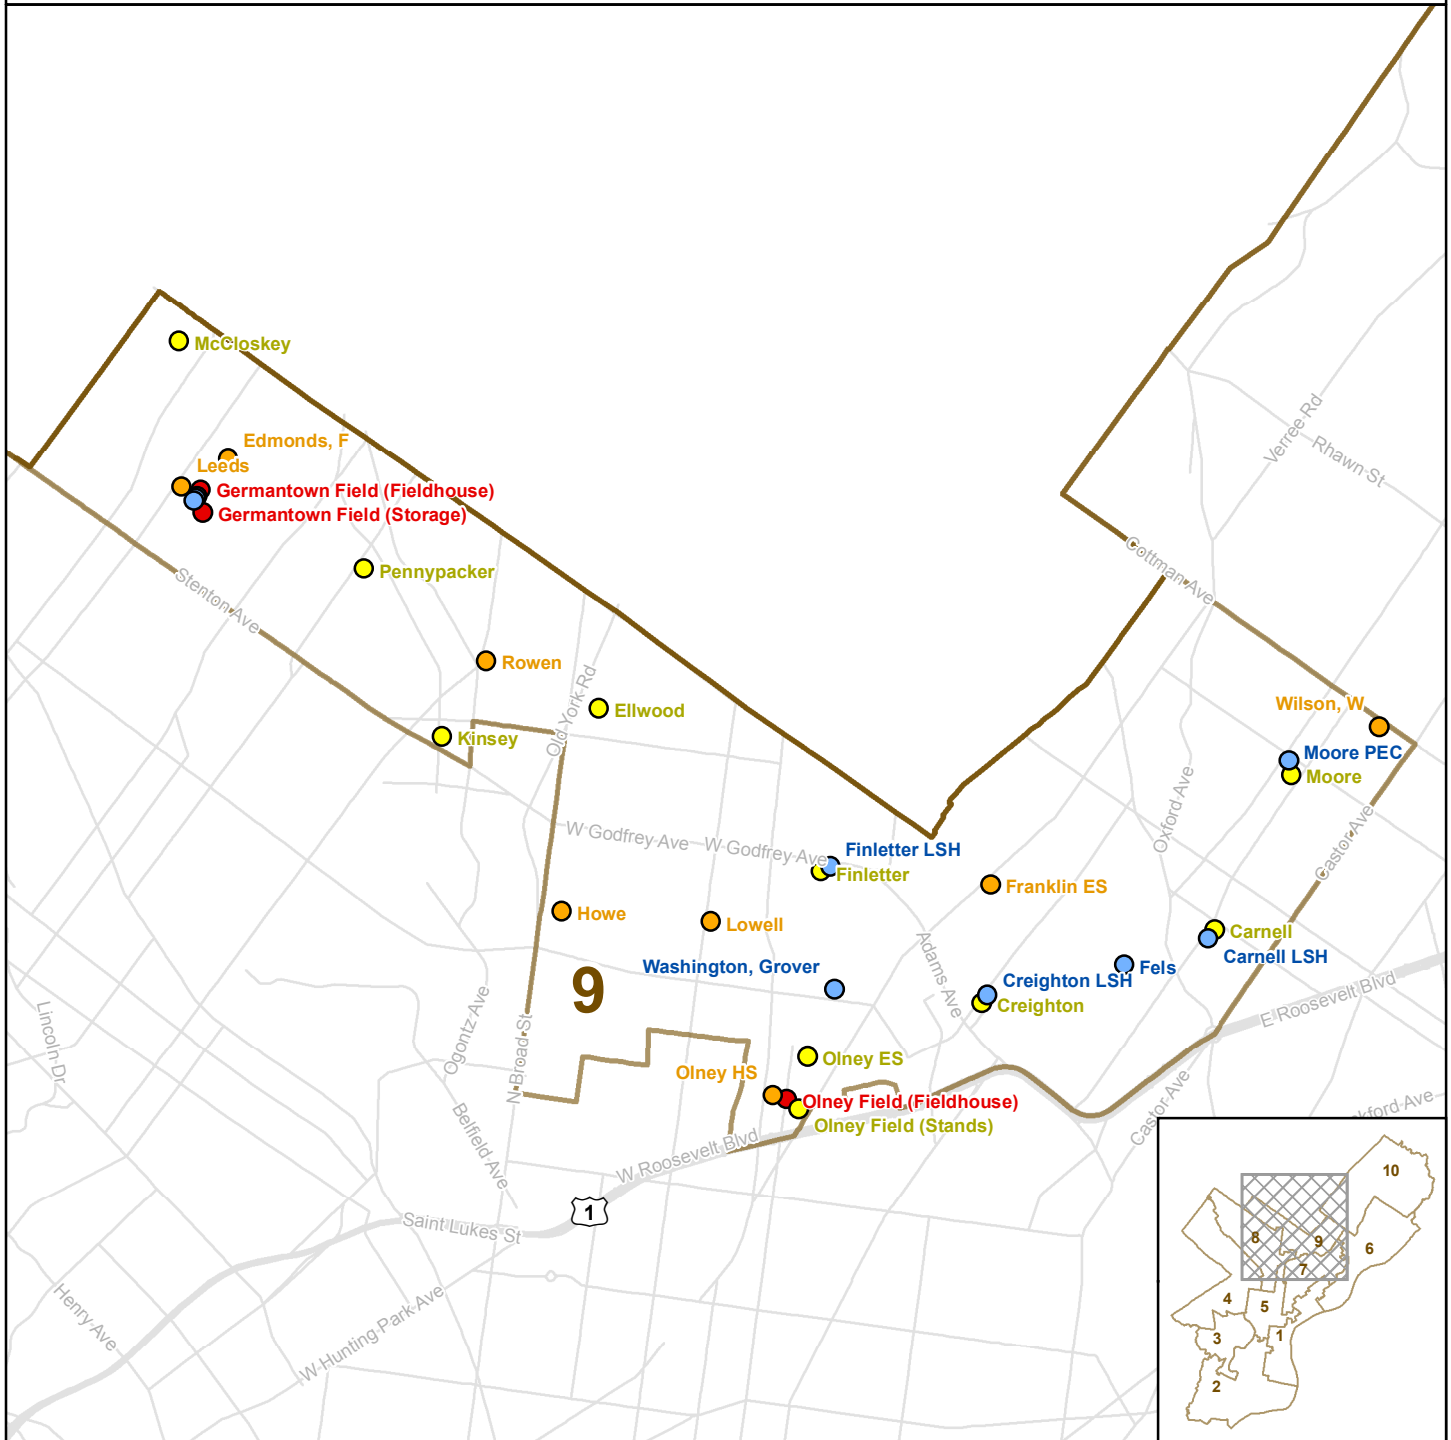 McCloskey
Edmonds, F
Leeds
Germantown Field (Fieldhouse)
Germantown Field (Storage)
Verree Rd
Rhawn St
Cottman Ave
Pennypacker
Stenton Ave
Rowen
Old York Rd
Ellwood
Kinsey
Wilson, W
Moore PEC
Moore
Oxford Ave
Castor Ave
W Godfrey Ave
W Godfrey Ave
Finletter LSH
Finletter
Franklin ES
Howe
Lowell
Carnell
Carnell LSH
Washington, Grover
Adams Ave
Fels
Creighton LSH
Creighton
9
E Roosevelt Blvd
Lincoln Dr
Ogontz Ave
N Broad St
Olney ES
Olney HS
Olney Field (Fieldhouse)
Olney Field (Stands)
Castor Ave
kford Ave
Belfield Ave
W Roosevelt Blvd
1
Saint Lukes St
Henry Ave
W Hunting Park Ave
10
8
9
6
7
4
5
3
1
2